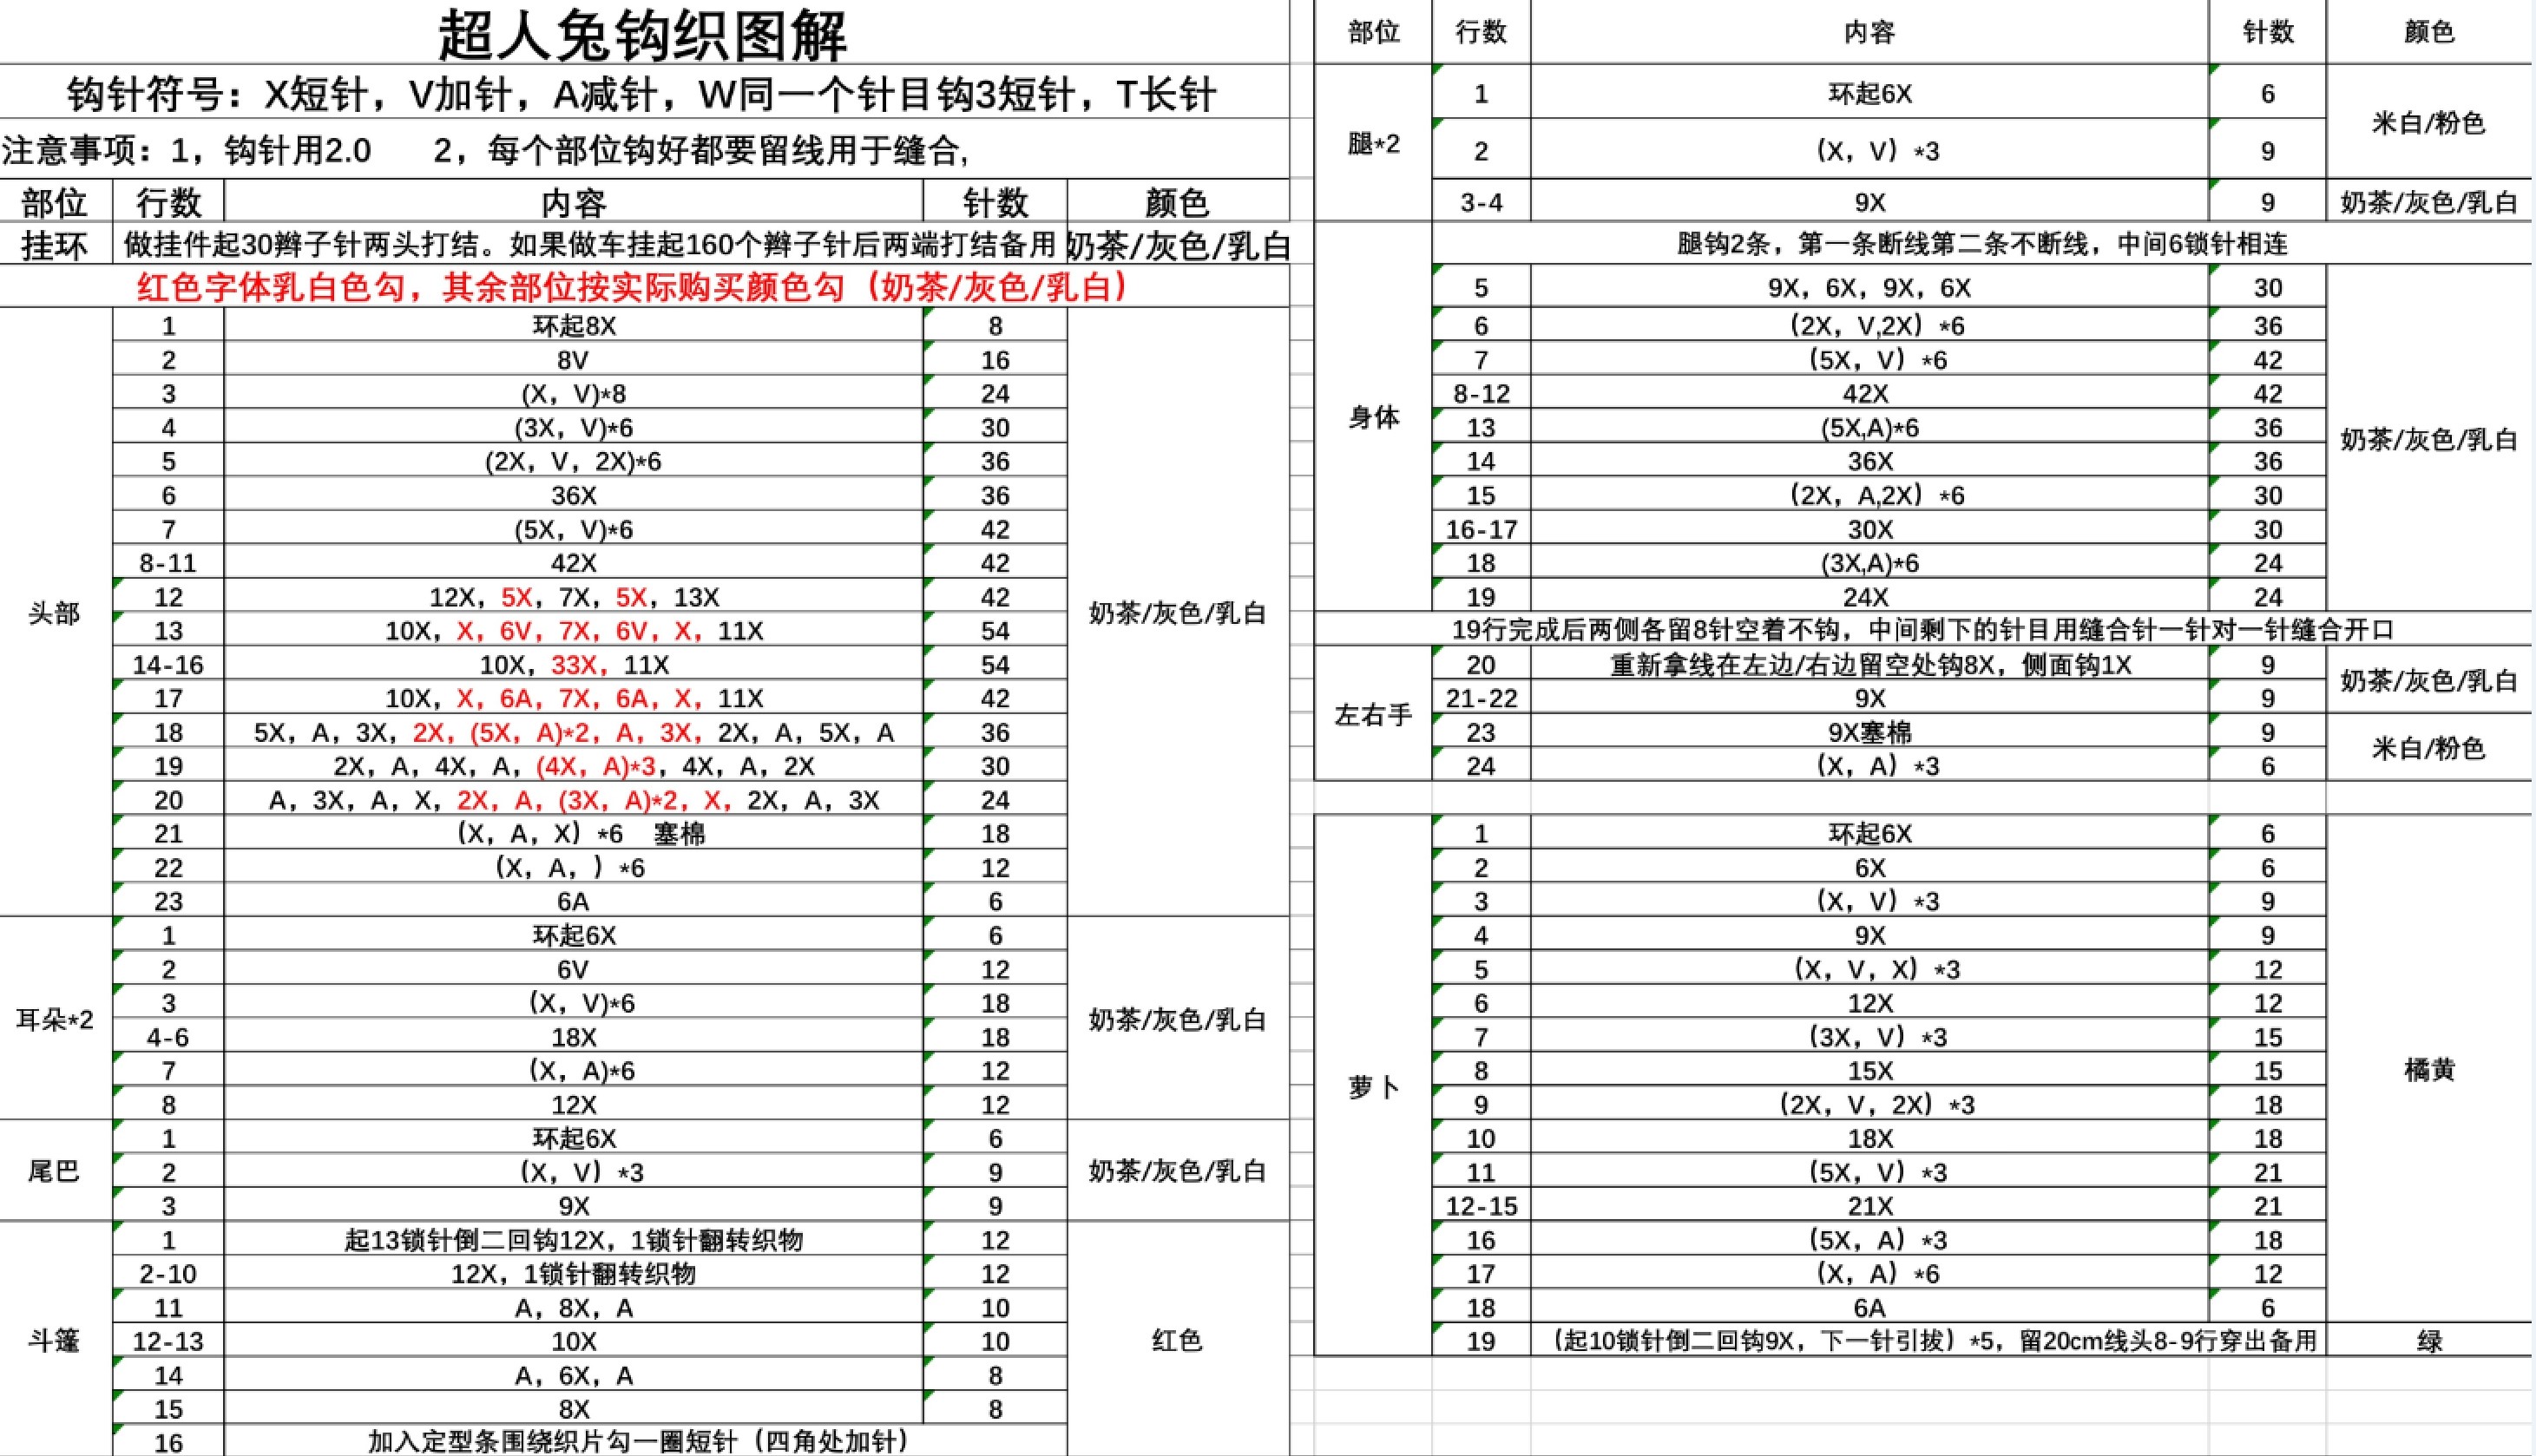 超人兔钩织图解
钩针符号：X短针，V加针，A减针，W同一个针目钩3短针，T长针
注意事项：1，钩针用2.0 2，每个部位钩好都要留线用于缝合,
部位 行数 内容 针数 颜色
挂环 做挂件起30辫子针两头打结。如果做车挂起160个辫子针后两端打结备用 奶茶/灰色/乳白
红色字体乳白色勾，其余部位按实际购买颜色勾（奶茶/灰色/乳白）
头部 奶茶/灰色/乳白
1 环起8X 8
2 8V 16
3 (X，V)*8 24
4 (3X，V)*6 30
5 (2X，V，2X)*6 36
6 36X 36
7 (5X，V)*6 42
8-11 42X 42
12 12X，5X，7X，5X，13X 42
13 10X，X，6V，7X，6V，X，11X 54
14-16 10X，33X，11X 54
17 10X，X，6A，7X，6A，X，11X 42
18 5X，A，3X，2X，(5X，A)*2，A，3X，2X，A，5X，A 36
19 2X，A，4X，A，(4X，A)*3，4X，A，2X 30
20 A，3X，A，X，2X，A，(3X，A)*2，X，2X，A，3X 24
21 （X，A，X）*6 塞棉 18
22 （X，A，）*6 12
23 6A 6
耳朵*2 奶茶/灰色/乳白
1 环起6X 6
2 6V 12
3 （X，V)*6 18
4-6 18X 18
7 （X，A)*6 12
8 12X 12
尾巴 奶茶/灰色/乳白
1 环起6X 6
2 （X，V）*3 9
3 9X 9
斗篷 红色
1 起13锁针倒二回钩12X，1锁针翻转织物 12
2-10 12X，1锁针翻转织物 12
11 A，8X，A 10
12-13 10X 10
14 A，6X，A 8
15 8X 8
16 加入定型条围绕织片勾一圈短针（四角处加针）
部位 行数 内容 针数 颜色
腿*2
1 环起6X 6 米白/粉色
2 （X，V）*3 9
3-4 9X 9 奶茶/灰色/乳白
身体 腿钩2条，第一条断线第二条不断线，中间6锁针相连
5 9X，6X，9X，6X 30 奶茶/灰色/乳白
6 （2X，V,2X）*6 36
7 （5X，V）*6 42
8-12 42X 42
13 (5X,A)*6 36
14 36X 36
15 （2X，A,2X）*6 30
16-17 30X 30
18 (3X,A)*6 24
19 24X 24
19行完成后两侧各留8针空着不钩，中间剩下的针目用缝合针一针对一针缝合开口
左右手
20 重新拿线在左边/右边留空处钩8X，侧面钩1X 9 奶茶/灰色/乳白
21-22 9X 9
23 9X塞棉 9 米白/粉色
24 （X，A）*3 6
萝卜 橘黄
1 环起6X 6
2 6X 6
3 （X，V）*3 9
4 9X 9
5 （X，V，X）*3 12
6 12X 12
7 （3X，V）*3 15
8 15X 15
9 （2X，V，2X）*3 18
10 18X 18
11 （5X，V）*3 21
12-15 21X 21
16 （5X，A）*3 18
17 （X，A）*6 12
18 6A 6
19 （起10锁针倒二回钩9X，下一针引拔）*5，留20cm线头8-9行穿出备用 绿